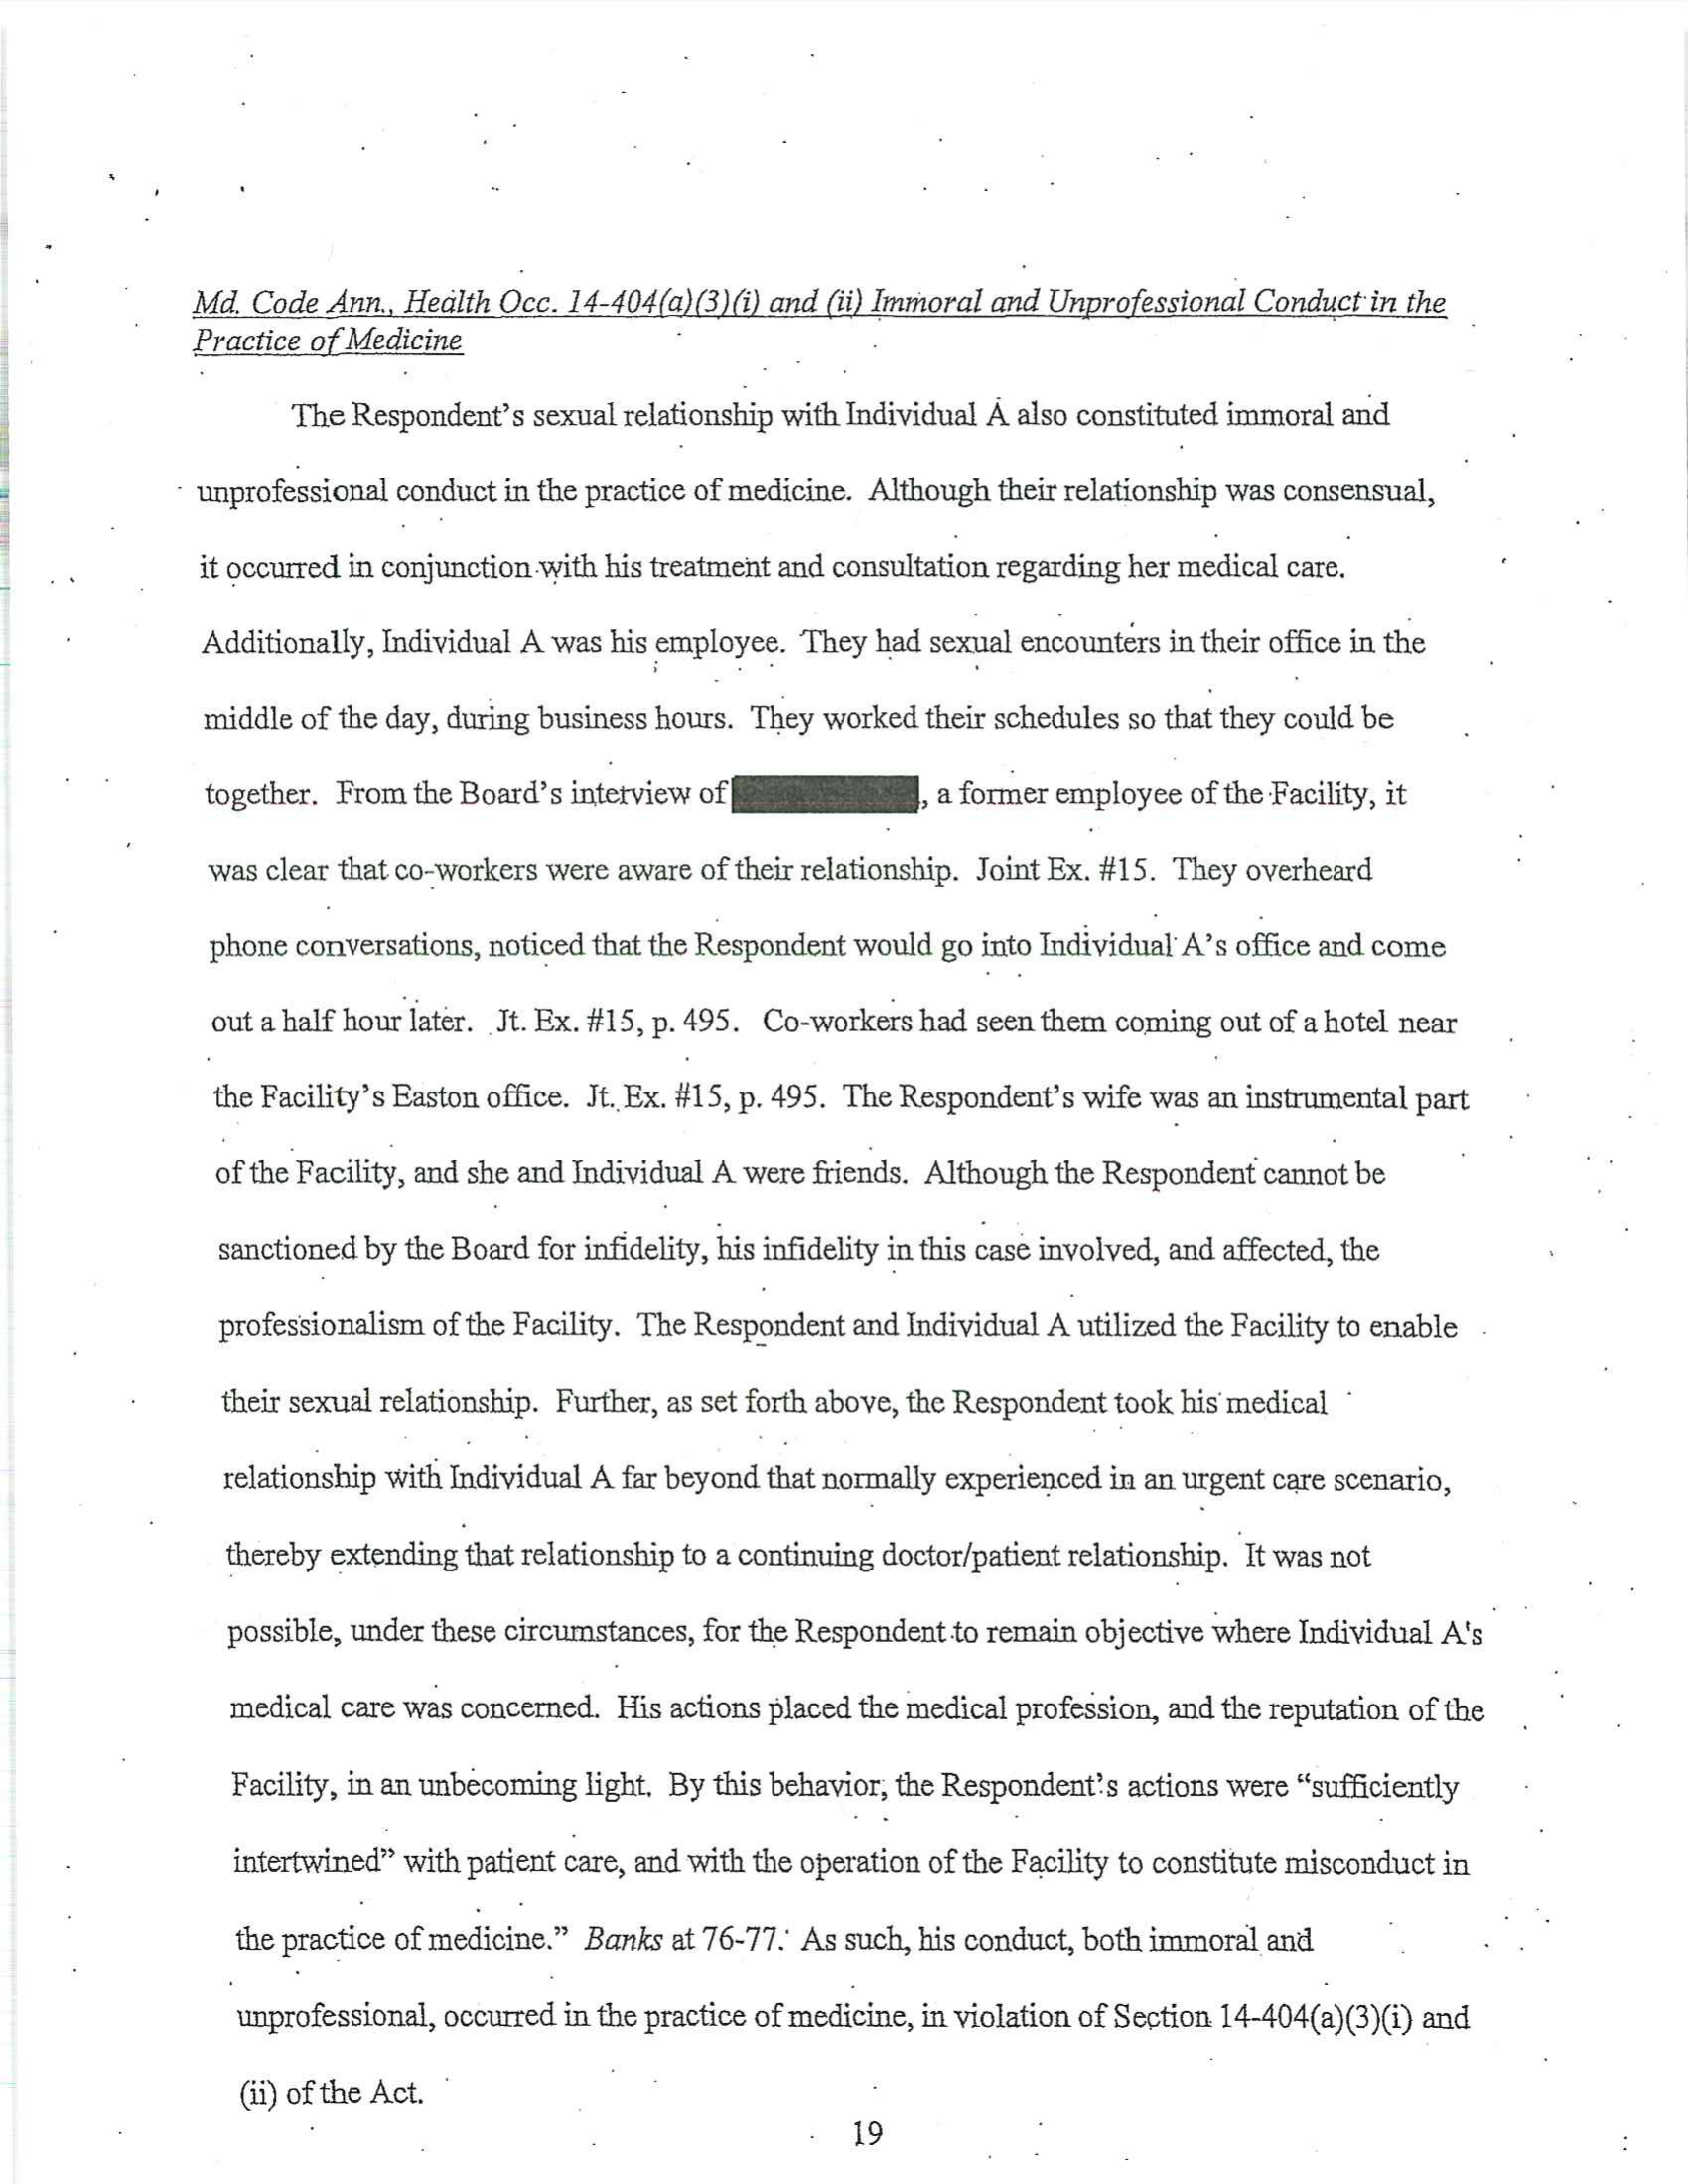 Md. Code Ann., Health Occ. 14-404(a)(3)(i) and (ii) Immoral and Unprofessional Conduct in the
Practice of Medicine
The Respondent's sexual relationship with Individual A also constituted immoral and
unprofessional conduct in the practice of medicine. Although their relationship was consensual,
it occurred in conjunction with his treatment and consultation regarding her medical care.
Additionally, Individual A was his employee. They had sexual encounters in their office in the
middle of the day, during business hours. They worked their schedules so that they could be
together. From the Board's interview of , a former employee of the Facility, it
was clear that co-workers were aware of their relationship. Joint Ex. #15. They overheard
phone conversations, noticed that the Respondent would go into Individual A's office and come
out a half hour later. Jt. Ex. #15, p. 495. Co-workers had seen them coming out of a hotel near
the Facility's Easton office. Jt. Ex. #15, p. 495. The Respondent's wife was an instrumental part
of the Facility, and she and Individual A were friends. Although the Respondent cannot be
sanctioned by the Board for infidelity, his infidelity in this case involved, and affected, the
professionalism of the Facility. The Respondent and Individual A utilized the Facility to enable
their sexual relationship. Further, as set forth above, the Respondent took his medical
relationship with Individual A far beyond that normally experienced in an urgent care scenario,
thereby extending that relationship to a continuing doctor/patient relationship. It was not
possible, under these circumstances, for the Respondent to remain objective where Individual A's
medical care was concerned. His actions placed the medical profession, and the reputation of the
Facility, in an unbecoming light. By this behavior, the Respondent's actions were “sufficiently
intertwined” with patient care, and with the operation of the Facility to constitute misconduct in
the practice of medicine.” Banks at 76-77. As such, his conduct, both immoral and
unprofessional, occurred in the practice of medicine, in violation of Section 14-404(a)(3)(i) and
(ii) of the Act.
19